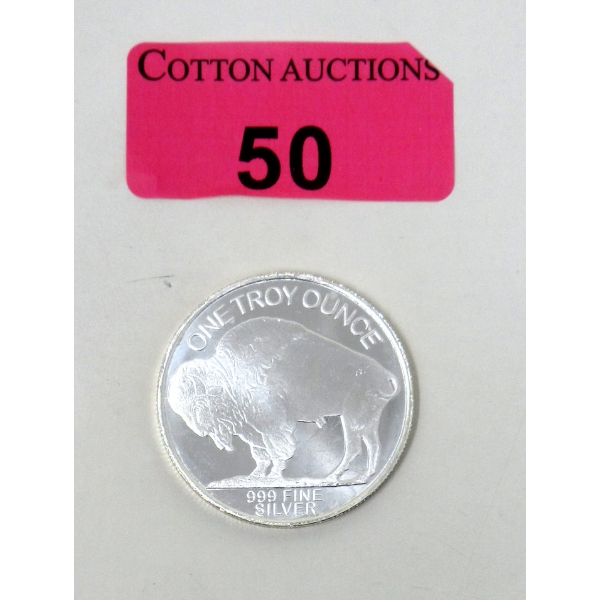 COTTON AUCTIONS
50
ONE TROY OUNCE
999 FINE
SILVER